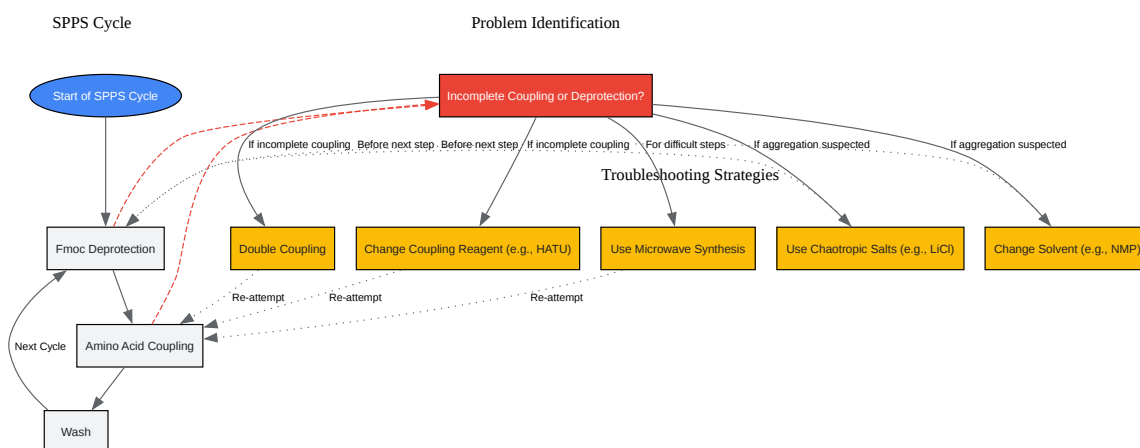 SPPS Cycle
Problem Identification
Start of SPPS Cycle
Incomplete Coupling or Deprotection?
If incomplete coupling
Before next step
Before next step
If incomplete coupling
For difficult steps
If aggregation suspected
If aggregation suspected
Troubleshooting Strategies
Fmoc Deprotection
Double Coupling
Change Coupling Reagent (e.g., HATU)
Use Microwave Synthesis
Use Chaotropic Salts (e.g., LiCl)
Change Solvent (e.g., NMP)
Re-attempt
Re-attempt
Re-attempt
Next Cycle
Amino Acid Coupling
Wash